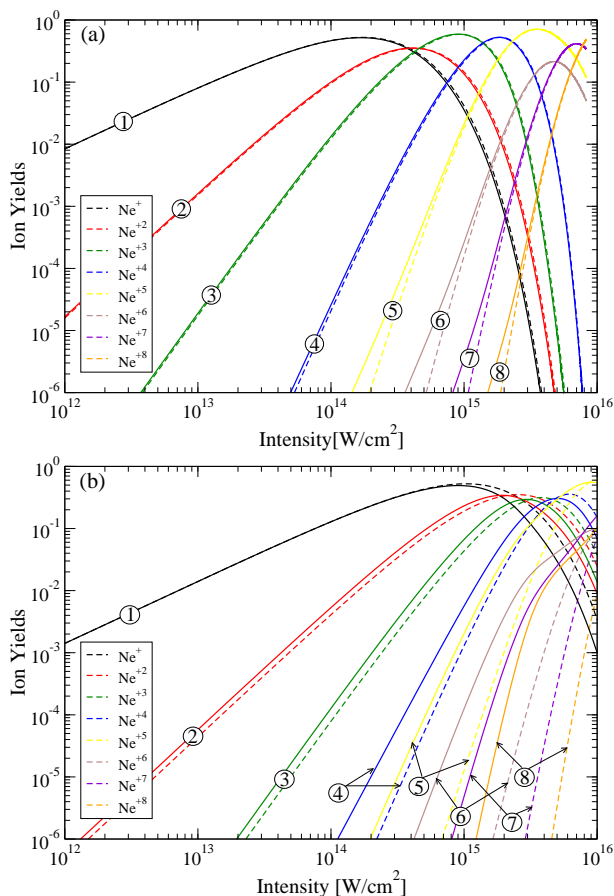 (a)
10^0
10^-1
10^-2
10^-3
10^-4
10^-5
10^-6
Ion Yields
Ne^+
Ne^+2
Ne^+3
Ne^+4
Ne^+5
Ne^+6
Ne^+7
Ne^+8
1
2
3
4
5
6
7
8
10^12 10^13 10^14 10^15 10^16
Intensity[W/cm^2]
(b)
10^0
10^-1
10^-2
10^-3
10^-4
10^-5
10^-6
Ion Yields
Ne^+
Ne^+2
Ne^+3
Ne^+4
Ne^+5
Ne^+6
Ne^+7
Ne^+8
1
2
3
4
5
6
7
8
10^12 10^13 10^14 10^15 10^16
Intensity [W/cm^2]